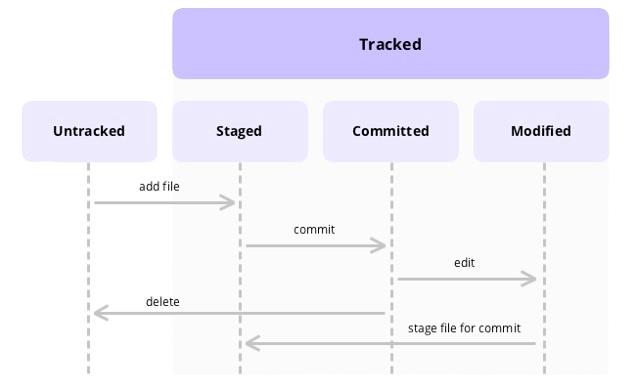 Tracked
Untracked
Staged
Committed
Modified
add file
commit
edit
delete
stage file for commit